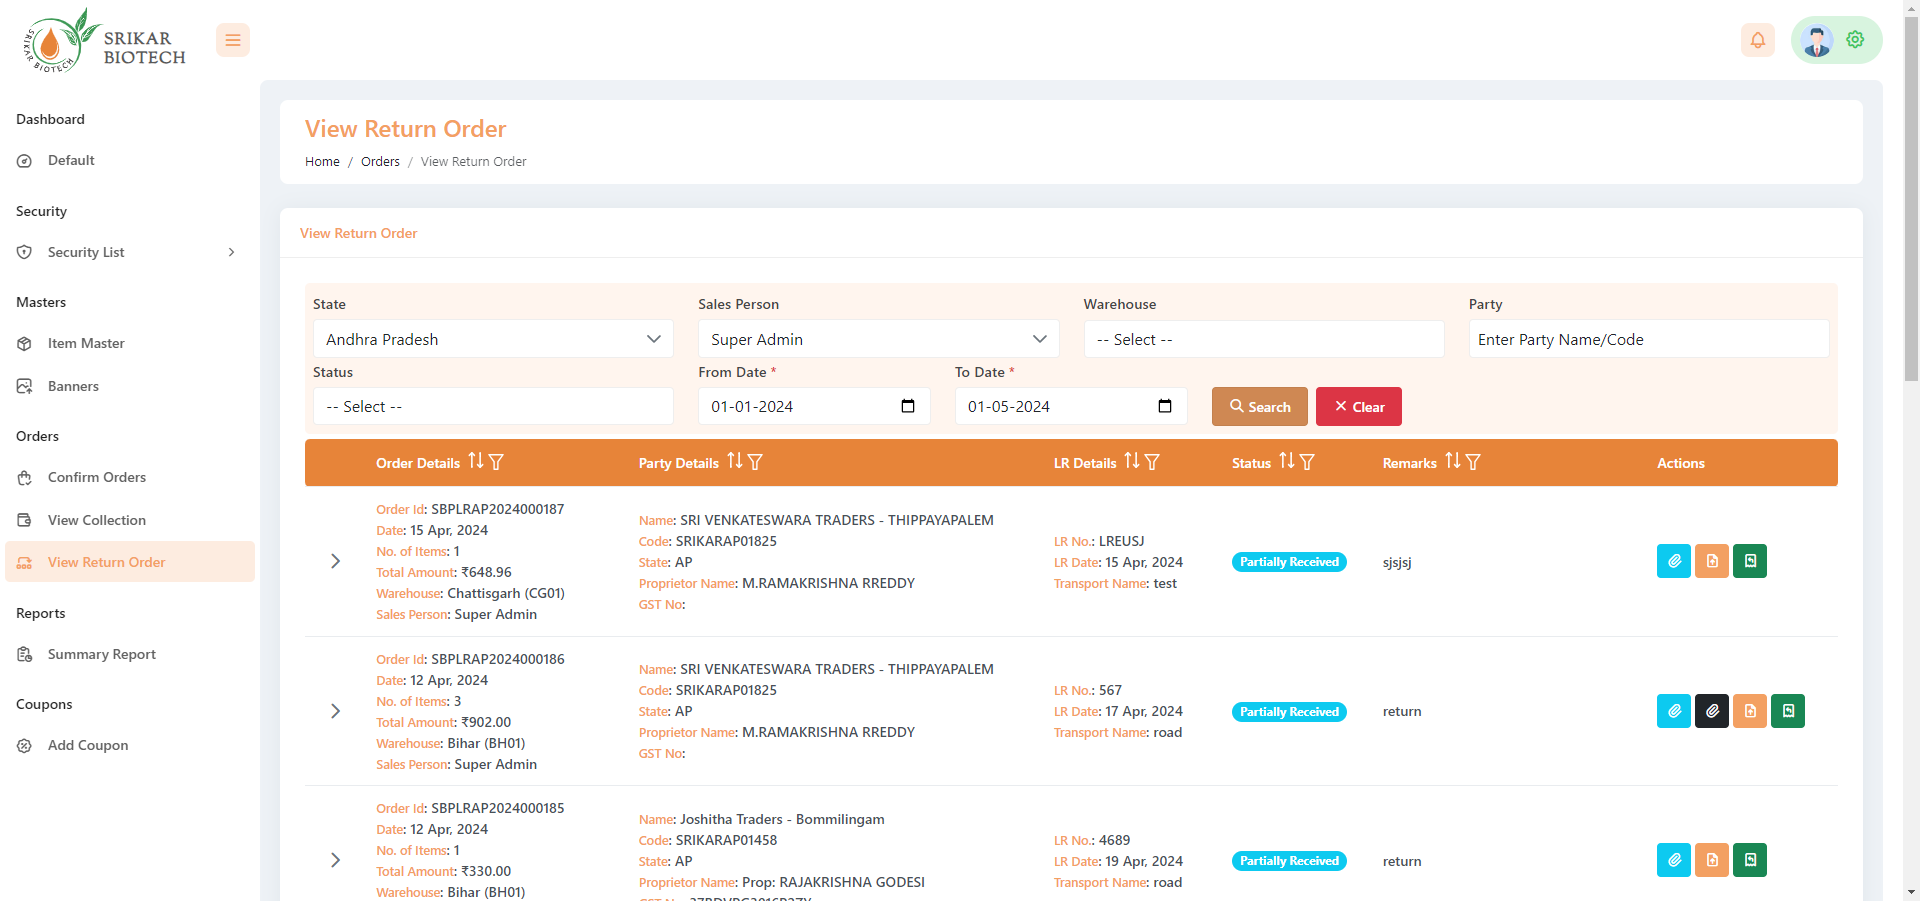 SRIKAR BIOTECH
SRIKAR
BIOTECH
Dashboard
Default
Security
Security List
Masters
Item Master
Banners
Orders
Confirm Orders
View Collection
View Return Order
Reports
Summary Report
Coupons
Add Coupon
View Return Order
Home / Orders / View Return Order
View Return Order
State
Andhra Pradesh
Sales Person
Super Admin
Warehouse
-- Select --
Party
Enter Party Name/Code
Status
-- Select --
From Date *
01-01-2024
To Date *
01-05-2024
Search
Clear
Order Details
Party Details
LR Details
Status
Remarks
Actions
Order Id: SBPLRAP2024000187
Date: 15 Apr, 2024
No. of Items: 1
Total Amount: ₹648.96
Warehouse: Chattisgarh (CG01)
Sales Person: Super Admin
Name: SRI VENKATESWARA TRADERS - THIPPAYAPALEM
Code: SRIKARAP01825
State: AP
Proprietor Name: M.RAMAKRISHNA RREDDY
GST No:
LR No.: LREUSJ
LR Date: 15 Apr, 2024
Transport Name: test
Partially Received
sjsjsj
Order Id: SBPLRAP2024000186
Date: 12 Apr, 2024
No. of Items: 3
Total Amount: ₹902.00
Warehouse: Bihar (BH01)
Sales Person: Super Admin
Name: SRI VENKATESWARA TRADERS - THIPPAYAPALEM
Code: SRIKARAP01825
State: AP
Proprietor Name: M.RAMAKRISHNA RREDDY
GST No:
LR No.: 567
LR Date: 17 Apr, 2024
Transport Name: road
Partially Received
return
Order Id: SBPLRAP2024000185
Date: 12 Apr, 2024
No. of Items: 1
Total Amount: ₹330.00
Warehouse: Bihar (BH01)
Name: Joshitha Traders - Bommilingam
Code: SRIKARAP01458
State: AP
Proprietor Name: Prop: RAJAKRISHNA GODESI
LR No.: 4689
LR Date: 19 Apr, 2024
Transport Name: road
Partially Received
return